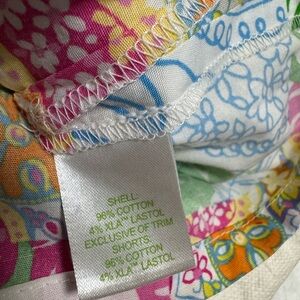 SHELL:
96% COTTON
4% XLA™ LASTOL
EXCLUSIVE OF TRIM
SHORTS:
96% COTTON
4% XLA™ LASTOL